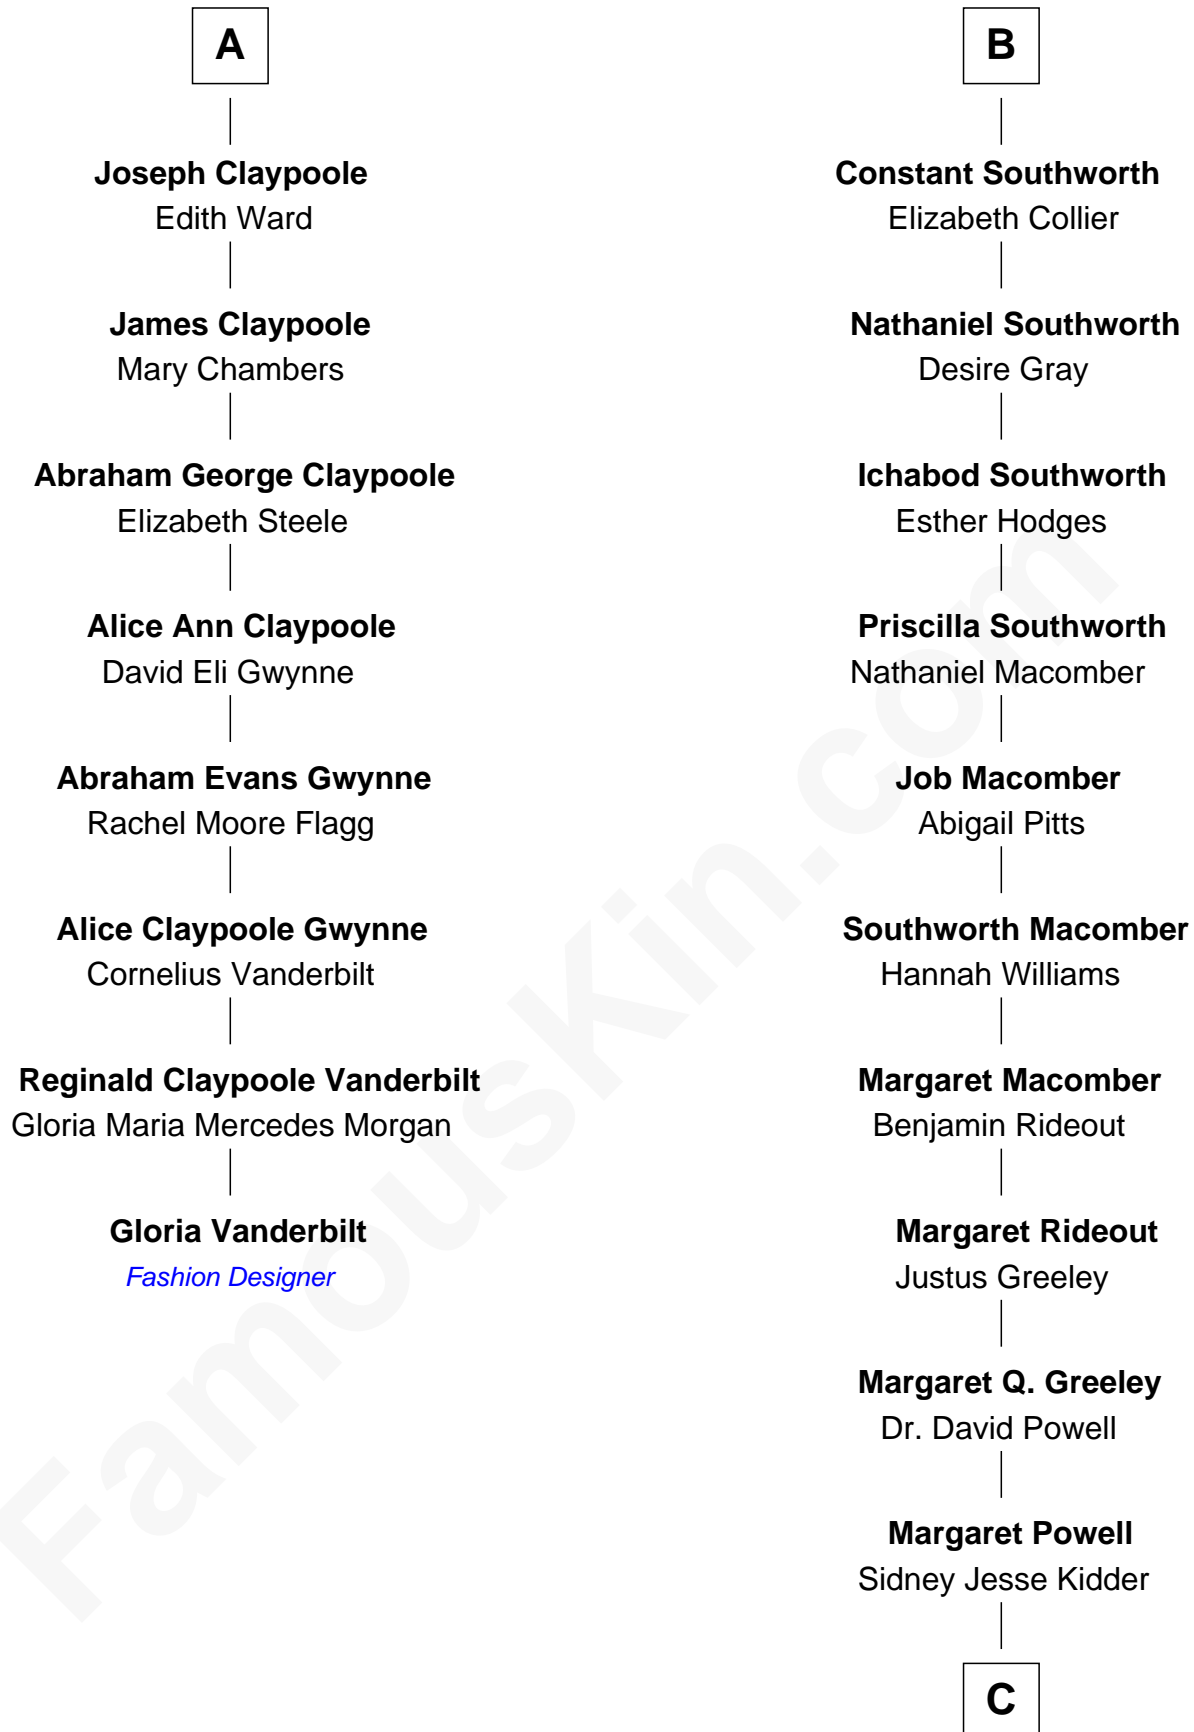 A
Joseph Claypoole
Edith Ward
James Claypoole
Mary Chambers
Abraham George Claypoole
Elizabeth Steele
Alice Ann Claypoole
David Eli Gwynne
Abraham Evans Gwynne
Rachel Moore Flagg
Alice Claypoole Gwynne
Cornelius Vanderbilt
Reginald Claypoole Vanderbilt
Gloria Maria Mercedes Morgan
Gloria Vanderbilt
Fashion Designer
B
Constant Southworth
Elizabeth Collier
Nathaniel Southworth
Desire Gray
Ichabod Southworth
Esther Hodges
Priscilla Southworth
Nathaniel Macomber
Job Macomber
Abigail Pitts
Southworth Macomber
Hannah Williams
Margaret Macomber
Benjamin Rideout
Margaret Rideout
Justus Greeley
Margaret Q. Greeley
Dr. David Powell
Margaret Powell
Sidney Jesse Kidder
C
FamousKin.com